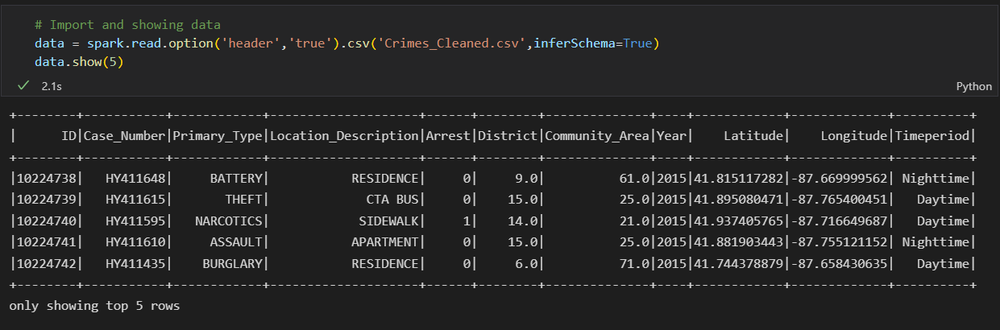 # Import and showing data
data = spark.read.option('header','true').csv('Crimes_Cleaned.csv',inferSchema=True)
data.show(5)
2.1s
Python
+--------+-----------+------------+--------------------+------+--------+--------------+----+------------+-------------+----------+
|      ID|Case_Number|Primary_Type|Location_Description|Arrest|District|Community_Area|Year|    Latitude|    Longitude|Timeperiod|
+--------+-----------+------------+--------------------+------+--------+--------------+----+------------+-------------+----------+
|10224738|   HY411648|     BATTERY|           RESIDENCE|     0|     9.0|          61.0|2015|41.815117282|-87.669999562| Nighttime|
|10224739|   HY411615|       THEFT|             CTA BUS|     0|    15.0|          25.0|2015|41.895080471|-87.765400451|   Daytime|
|10224740|   HY411595|   NARCOTICS|            SIDEWALK|     1|    14.0|          21.0|2015|41.937405765|-87.716649687|   Daytime|
|10224741|   HY411610|     ASSAULT|           APARTMENT|     0|    15.0|          25.0|2015|41.881903443|-87.755121152| Nighttime|
|10224742|   HY411435|    BURGLARY|           RESIDENCE|     0|     6.0|          71.0|2015|41.744378879|-87.658430635|   Daytime|
+--------+-----------+------------+--------------------+------+--------+--------------+----+------------+-------------+----------+
only showing top 5 rows